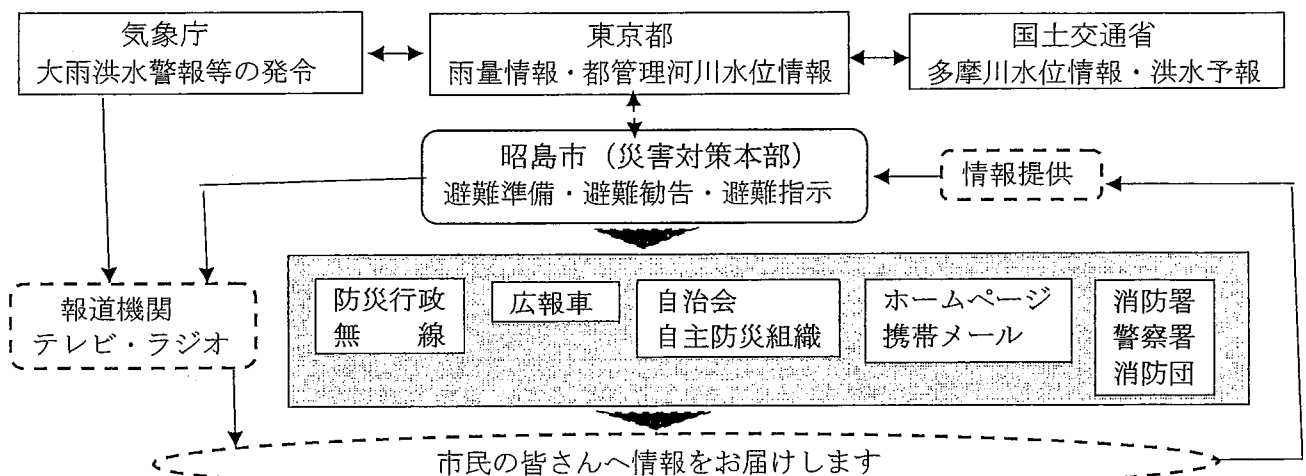 気象庁
大雨洪水警報等の発令
東京都
雨量情報・都管理河川水位情報
国土交通省
多摩川水位情報・洪水予報
昭島市（災害対策本部）
避難準備・避難勧告・避難指示
情報提供
報道機関
テレビ・ラジオ
防災行政
無　　線
広報車
自治会
自主防災組織
ホームページ
携帯メール
消防署
警察署
消防団
市民の皆さんへ情報をお届けします